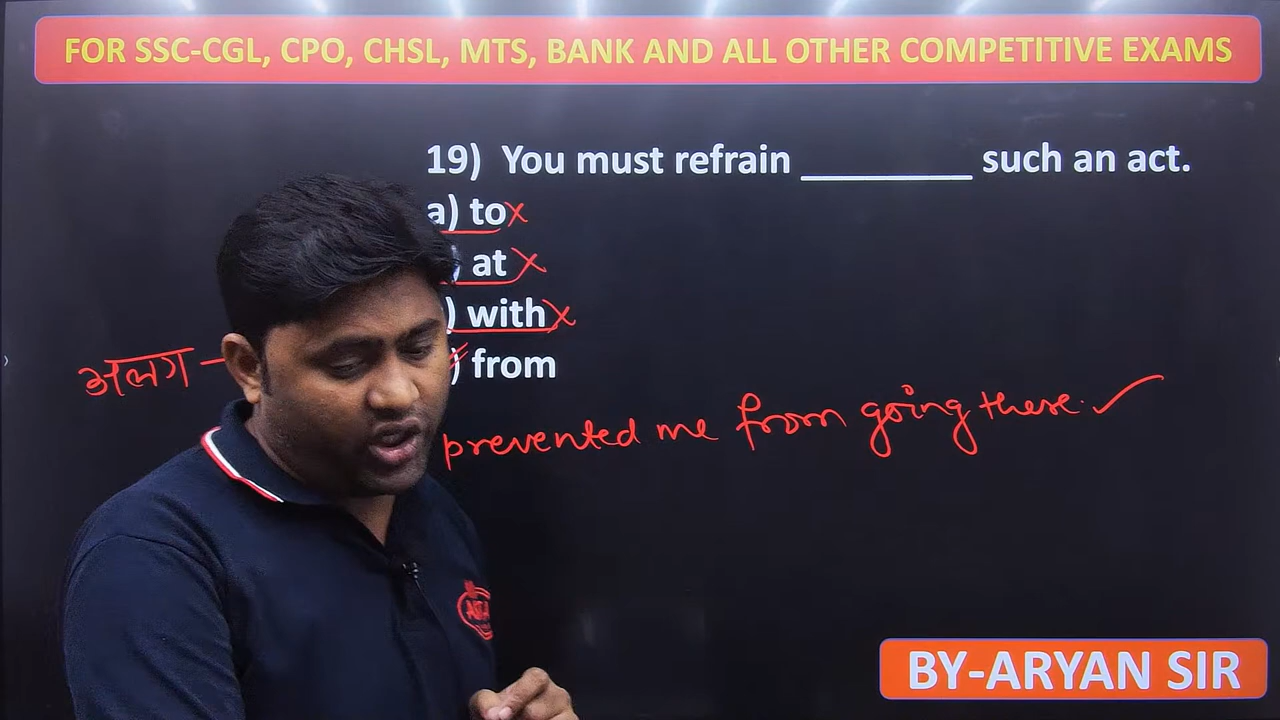 FOR SSC-CGL, CPO, CHSL, MTS, BANK AND ALL OTHER COMPETITIVE EXAMS
19) You must refrain ________ such an act.
a) to x
) at x
) with x
) from
अलग -
prevented me from going there. ✓
BY-ARYAN SIR